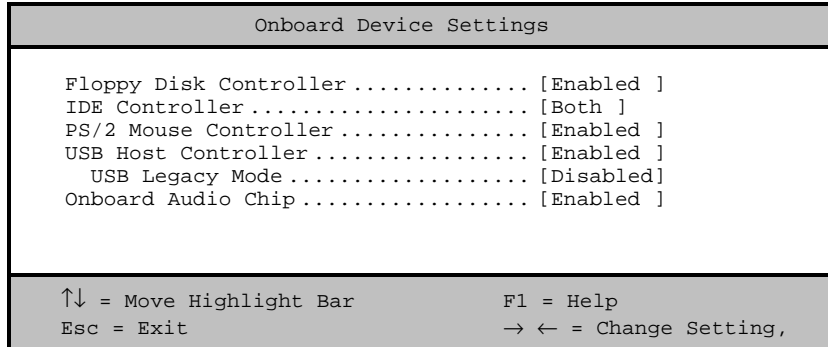 Onboard Device Settings
Floppy Disk Controller .............. [Enabled ]
IDE Controller ...................... [Both ]
PS/2 Mouse Controller ............... [Enabled ]
USB Host Controller ................. [Enabled ]
USB Legacy Mode ................... [Disabled]
Onboard Audio Chip .................. [Enabled ]
↑↓ = Move Highlight Bar F1 = Help
Esc = Exit → ← = Change Setting,